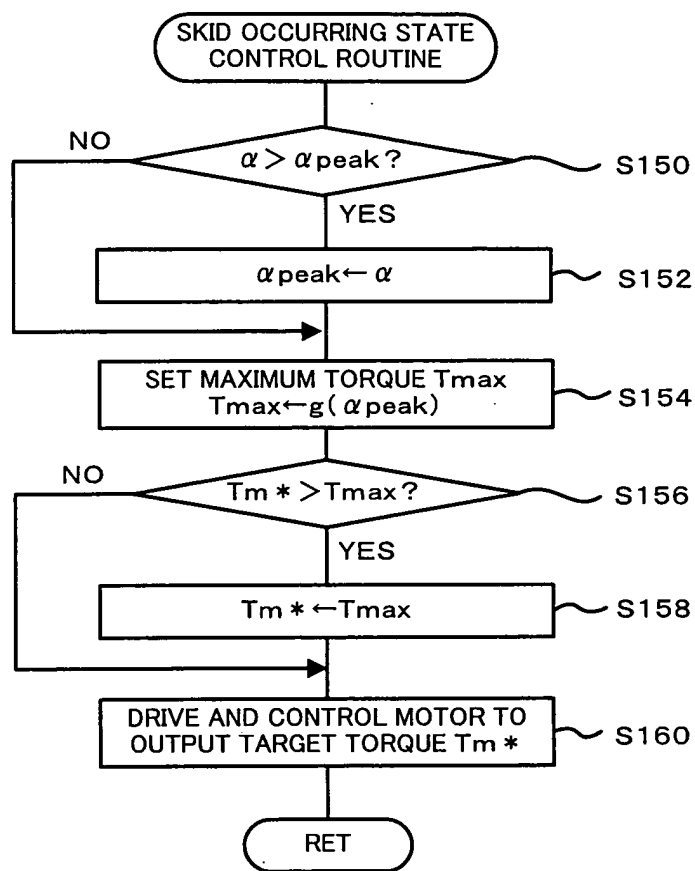 SKID OCCURRING STATE
CONTROL ROUTINE
NO
α > αpeak?
S150
YES
αpeak← α
S152
SET MAXIMUM TORQUE Tmax
Tmax←g( αpeak)
S154
NO
Tm * >Tmax?
S156
YES
Tm * ←Tmax
S158
DRIVE AND CONTROL MOTOR TO
OUTPUT TARGET TORQUE Tm *
S160
RET